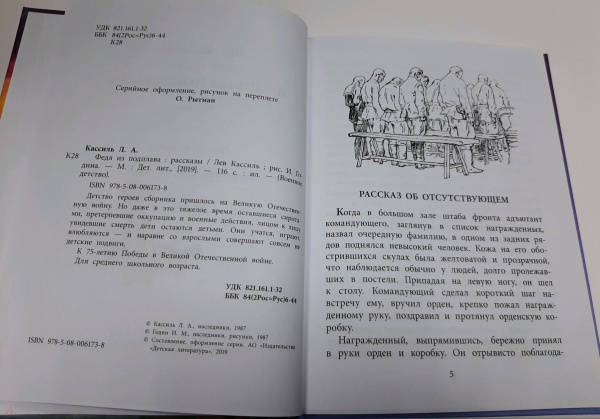 УДК 821.161.1-32
ББК 84(2Рос=Рус)6-44
К28
Серийное оформление, рисунок на переплете
О. Рытман
Кассиль Л. А.
К28 Федя из подплава : рассказы / Лев Кассиль ; рис. И. Го-
дина. — М. : Дет. лит., [2019]. — 116 с. : ил. — (Военное
детство).
ISBN 978-5-08-006173-8
Детство героев сборника пришлось на Великую Отечествен-
ную войну. Но даже в это тяжелое время оставшиеся сироты-
ми, претерпевшие оккупацию и военные действия, лицом к лицу
увидевшие смерть дети остаются детьми. Они учатся, играют,
влюбляются — и наравне со взрослыми совершают совсем не
детские подвиги.
К 75-летию Победы в Великой Отечественной войне.
Для среднего школьного возраста.
УДК 821.161.1-32
ББК 84(2Рос=Рус)6-44
© Кассиль Л. А., наследники, 1987
© Годин И. М., наследники, рисунки, 1987
© Составление, оформление серии. АО «Издательство
«Детская литература», 2019
ISBN 978-5-08-006173-8
РАССКАЗ ОБ ОТСУТСТВУЮЩЕМ
Когда в большом зале штаба фронта адъютант
командующего, заглянув в список награжденных,
назвал очередную фамилию, в одном из задних ря-
дов поднялся невысокий человек. Кожа на его обо-
стрившихся скулах была желтоватой и прозрачной,
что наблюдается обычно у людей, долго пролежав-
ших в постели. Припадая на левую ногу, он шел
к столу. Командующий сделал короткий шаг на-
встречу ему, вручил орден, крепко пожал награж-
денному руку, поздравил и протянул орденскую ко-
робку.
Награжденный, выпрямившись, бережно принял
в руки орден и коробку. Он отрывисто поблагода-
5